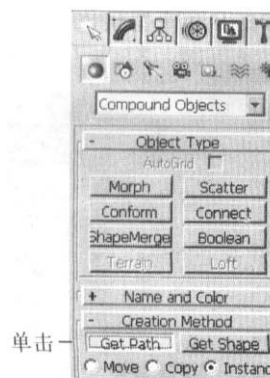 Compound Objects
- Object Type
AutoGrid
Morph Scatter
Conform Connect
ShapeMerge Boolean
Terrain Loft
+ Name and Color
- Creation Method
单击 Get Path Get Shape
Move Copy Instanc